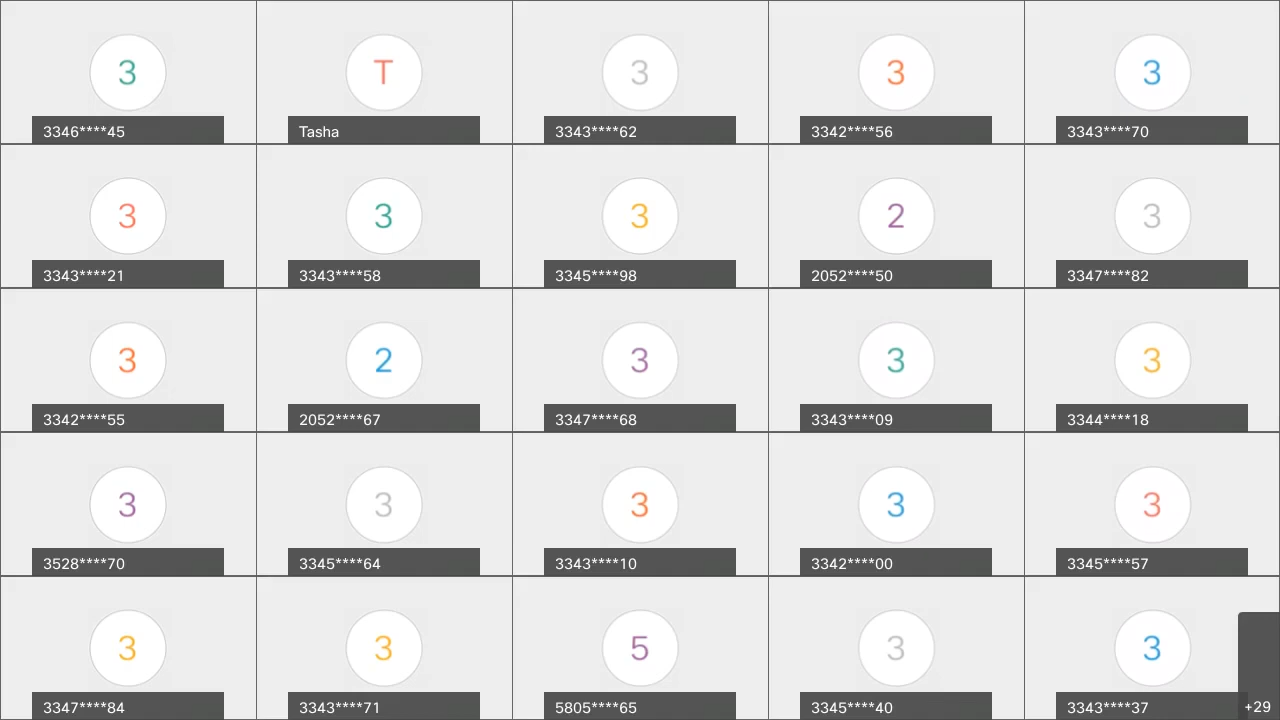 3 T 3 3 3
3346****45 Tasha 3343****62 3342****56 3343****70
3 3 3 2 3
3343****21 3343****58 3345****98 2052****50 3347****82
3 2 3 3 3
3342****55 2052****67 3347****68 3343****09 3344****18
3 3 3 3 3
3528****70 3345****64 3343****10 3342****00 3345****57
3 3 5 3 3
3347****84 3343****71 5805****65 3345****40 3343****37 +29